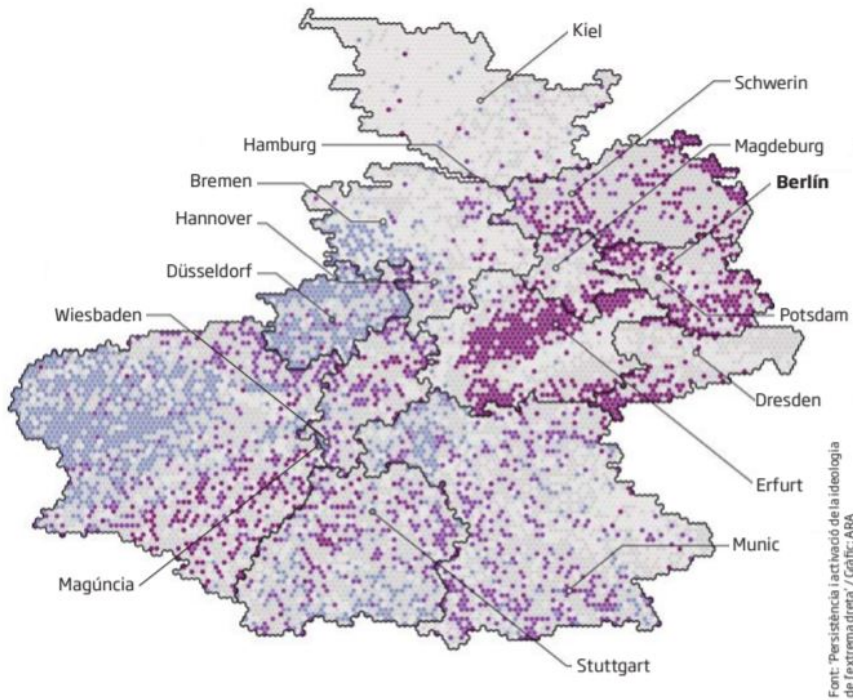 Kiel
Schwerin
Hamburg
Magdeburg
Bremen
Berlín
Hannover
Düsseldorf
Wiesbaden
Potsdam
Dresden
Erfurt
Munic
Magúncia
Stuttgart
Font: 'Persistència i activació de la ideologia
de l'extrema dreta' / Gràfic: ARA